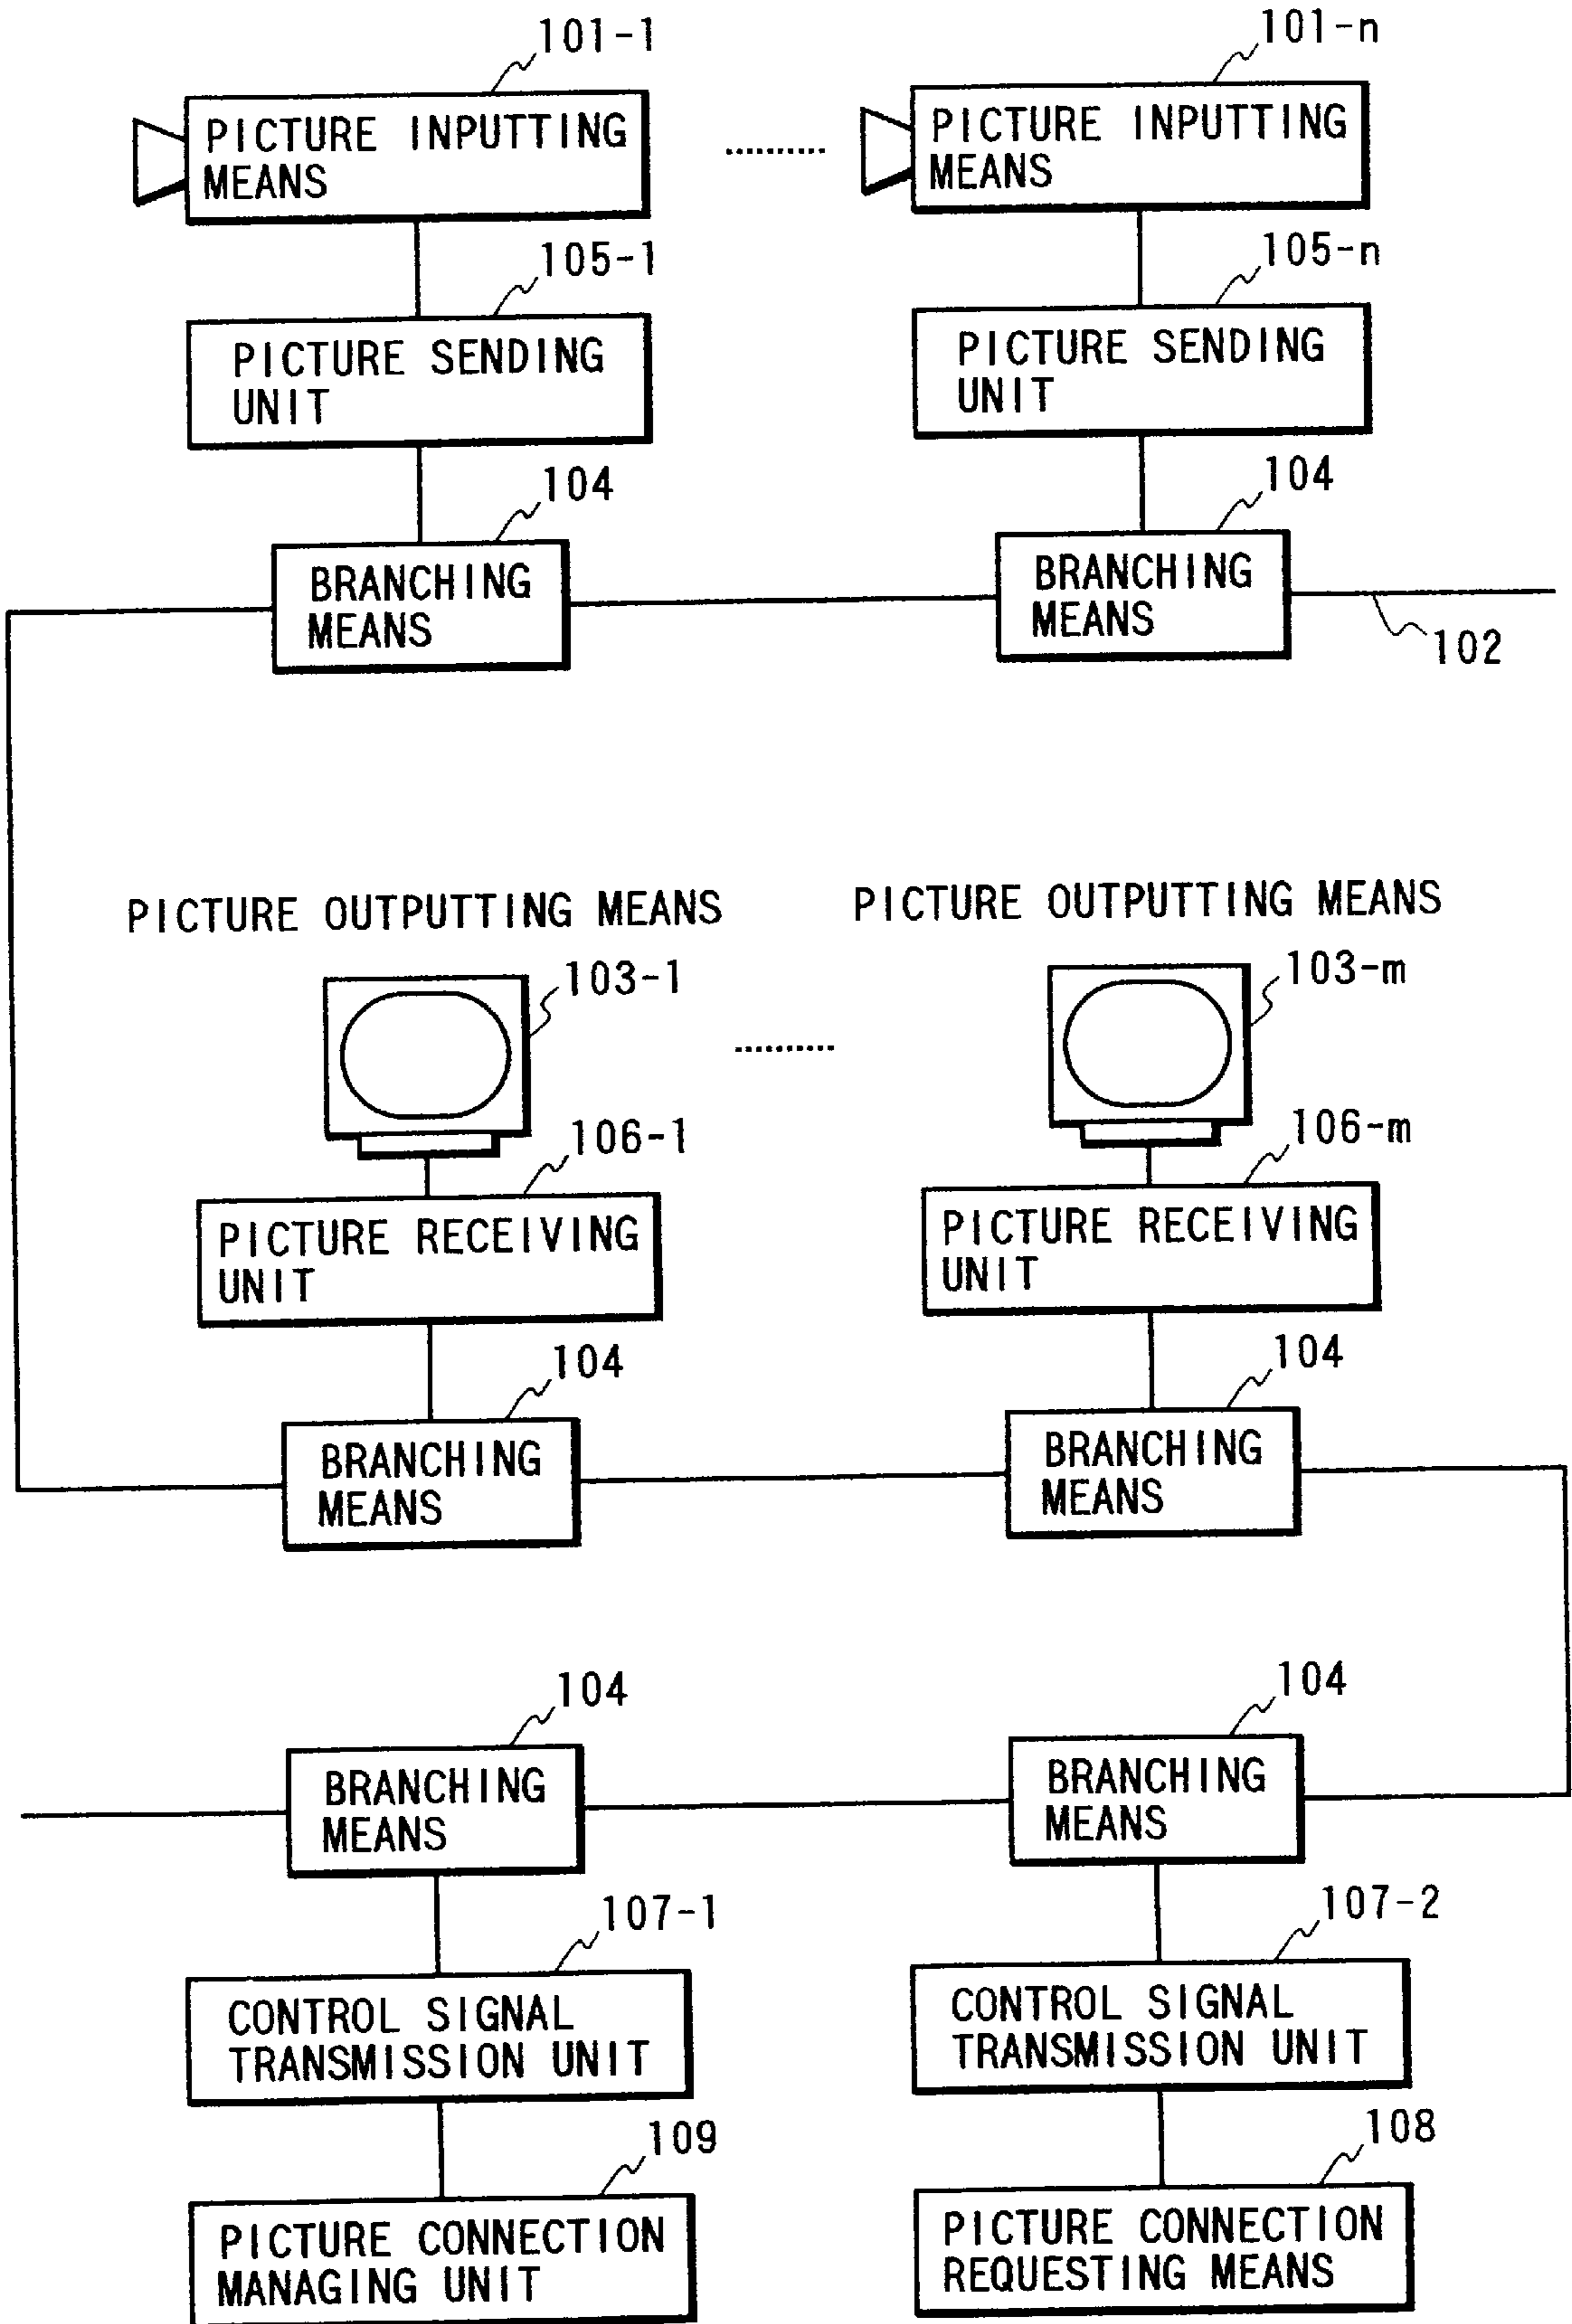 101-1
101-n
PICTURE INPUTTING
MEANS
PICTURE INPUTTING
MEANS
105-1
105-n
PICTURE SENDING
UNIT
PICTURE SENDING
UNIT
104
104
BRANCHING
MEANS
BRANCHING
MEANS
102
PICTURE OUTPUTTING MEANS
PICTURE OUTPUTTING MEANS
103-1
103-m
106-1
106-m
PICTURE RECEIVING
UNIT
PICTURE RECEIVING
UNIT
104
104
BRANCHING
MEANS
BRANCHING
MEANS
104
104
BRANCHING
MEANS
BRANCHING
MEANS
107-1
107-2
CONTROL SIGNAL
TRANSMISSION UNIT
CONTROL SIGNAL
TRANSMISSION UNIT
109
108
PICTURE CONNECTION
MANAGING UNIT
PICTURE CONNECTION
REQUESTING MEANS